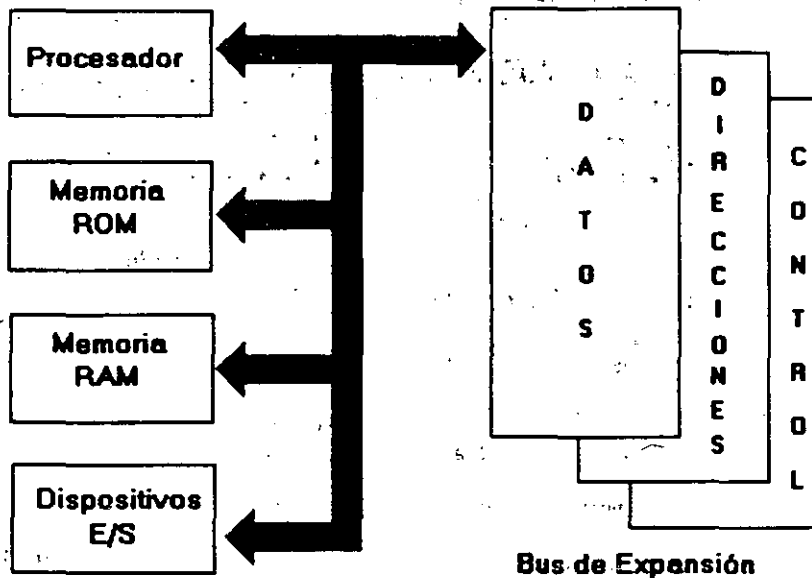 Procesador
Memoria
ROM
Memoria
RAM
Dispositivos
E/S
DATOS
DIRECCIONES
CONTROL
Bus de Expansión